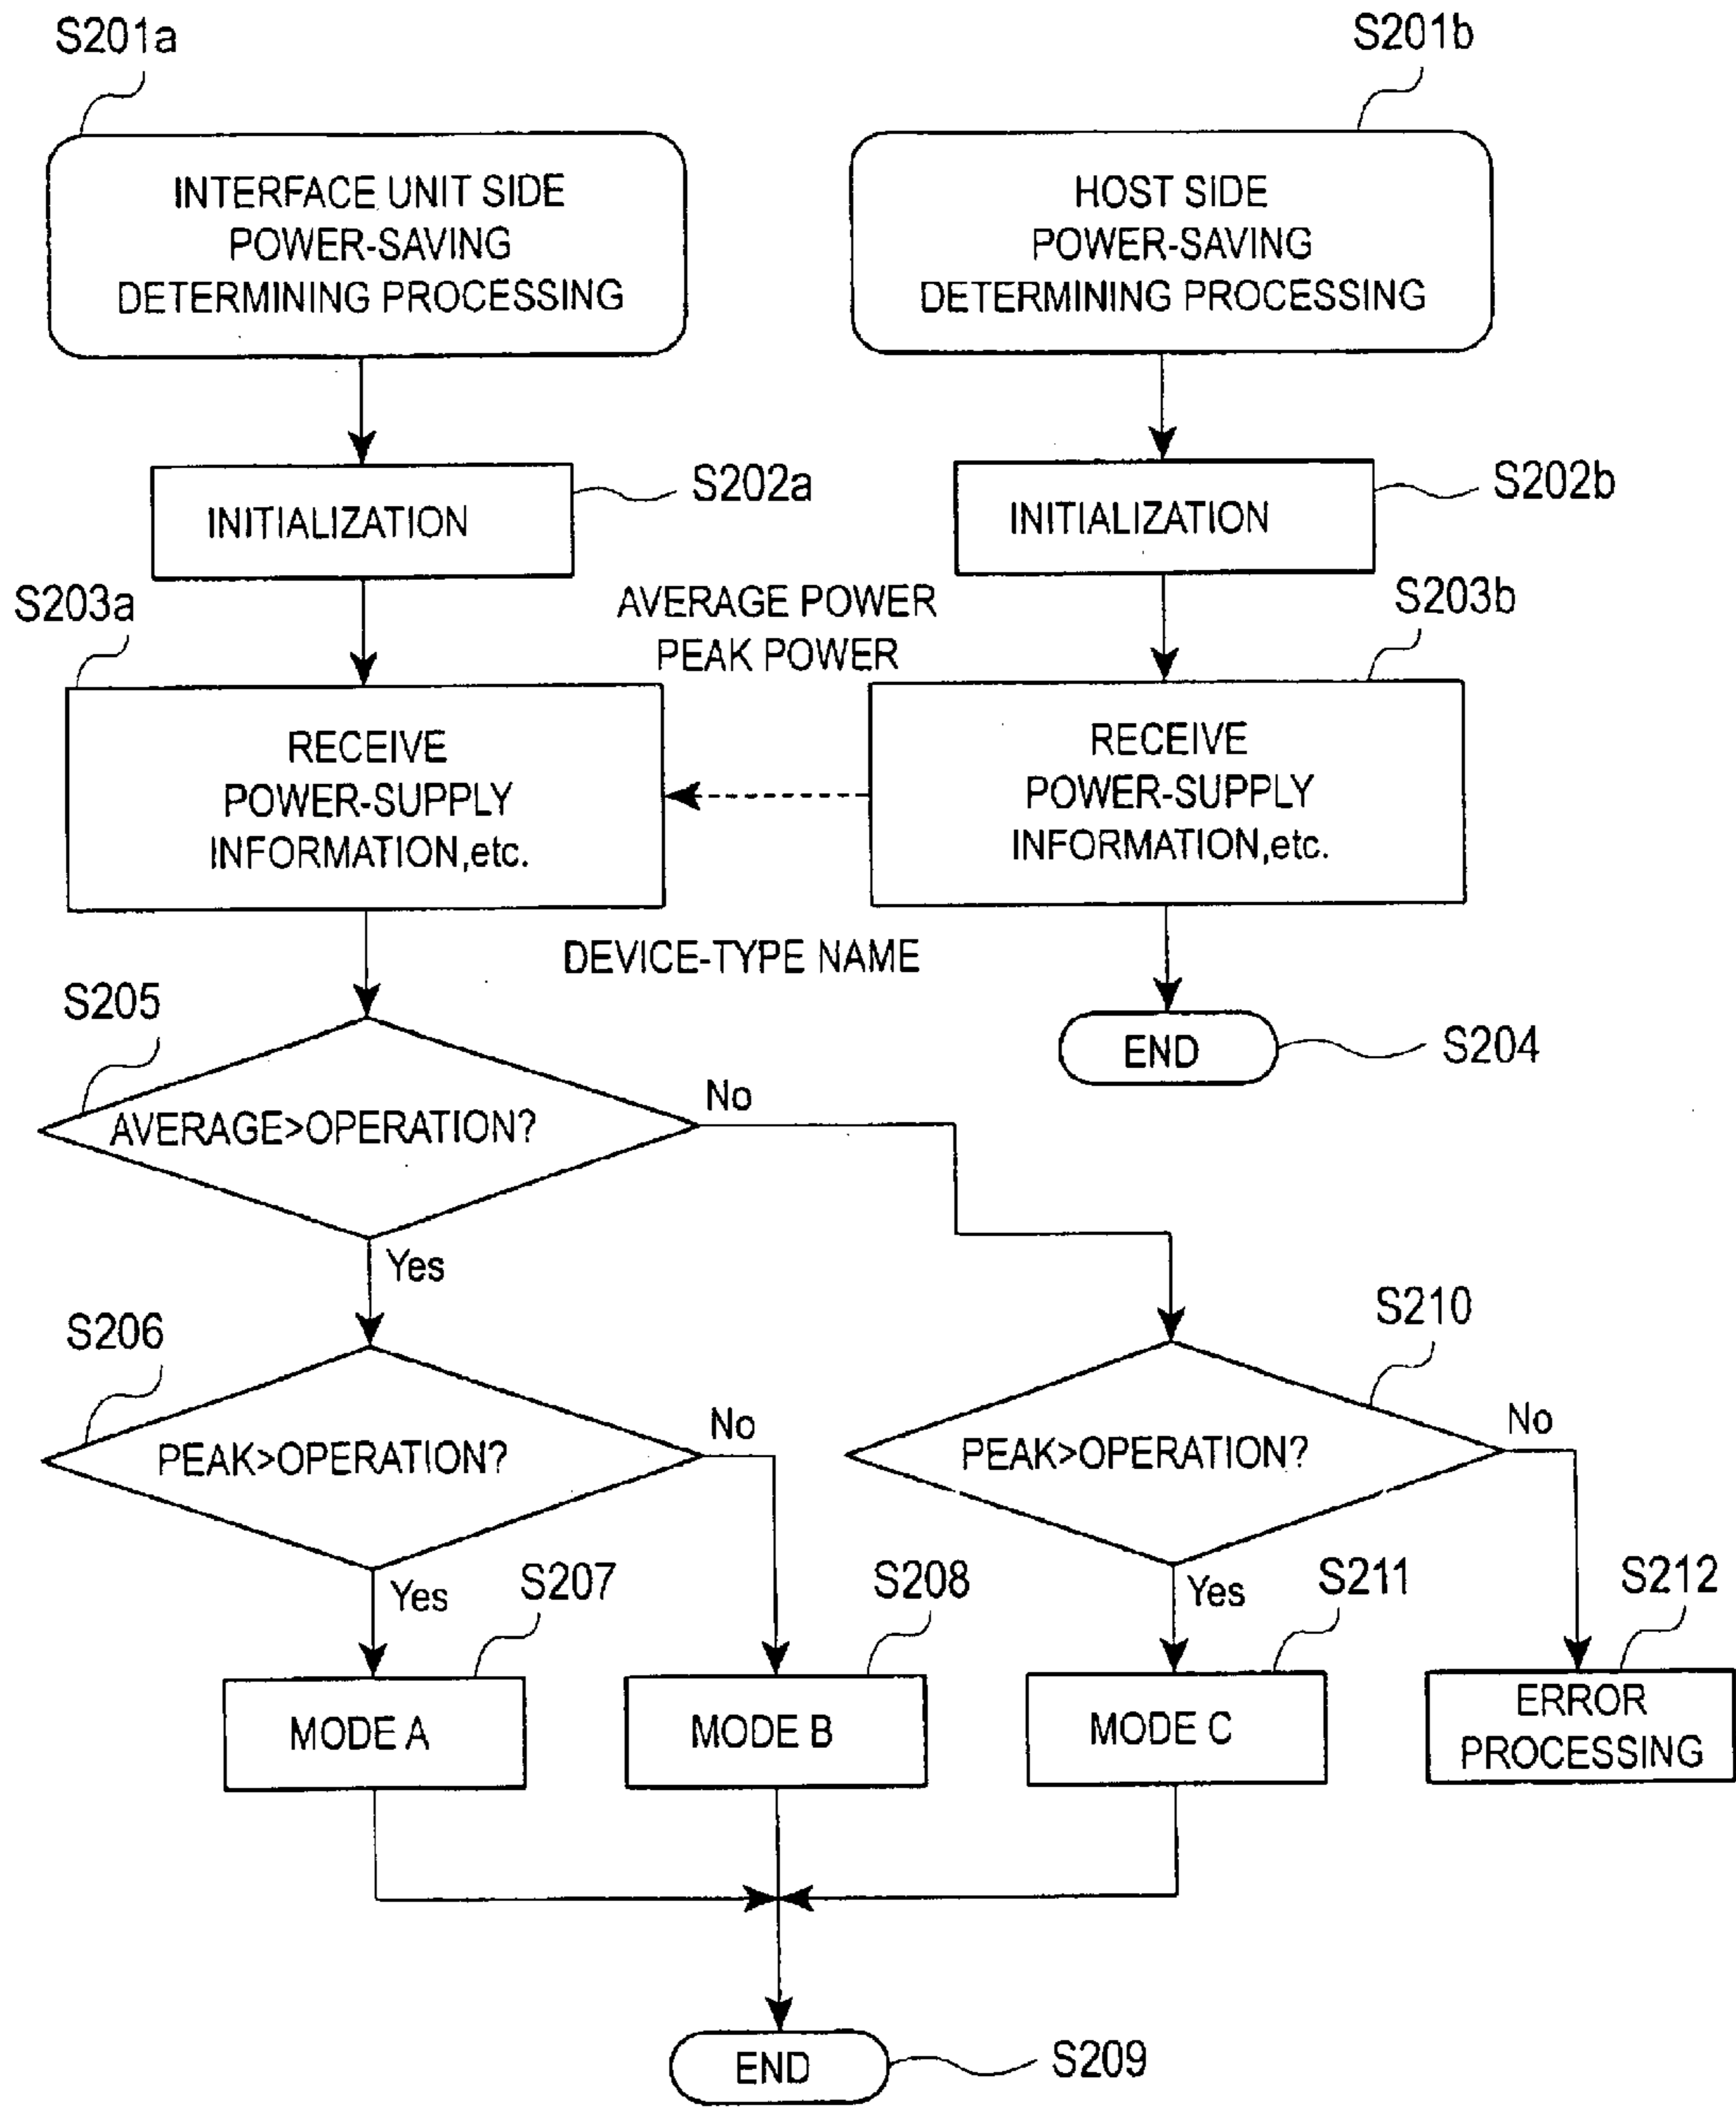 S201a
S201b
INTERFACE UNIT SIDE
POWER-SAVING
DETERMINING PROCESSING
HOST SIDE
POWER-SAVING
DETERMINING PROCESSING
S202a
INITIALIZATION
S202b
INITIALIZATION
S203a
AVERAGE POWER
PEAK POWER
S203b
RECEIVE
POWER-SUPPLY
INFORMATION,etc.
RECEIVE
POWER-SUPPLY
INFORMATION,etc.
DEVICE-TYPE NAME
S205
END
S204
AVERAGE>OPERATION?
No
Yes
S206
S210
PEAK>OPERATION?
No
PEAK>OPERATION?
No
Yes
S207
S208
Yes
S211
S212
MODE A
MODE B
MODE C
ERROR
PROCESSING
END
S209